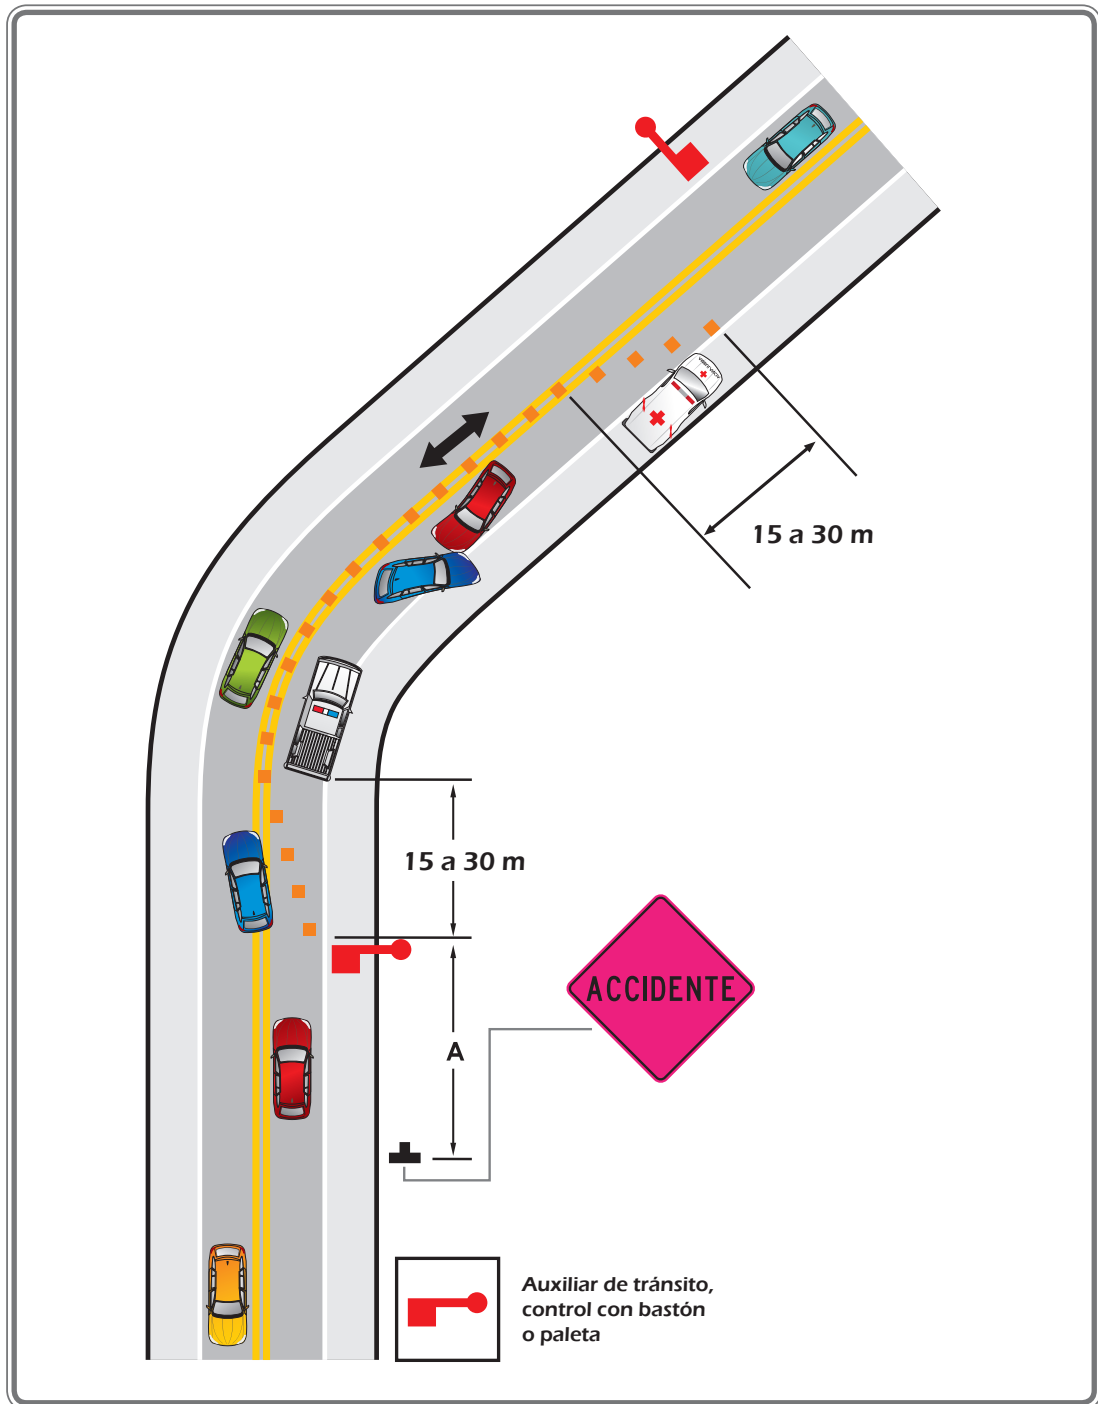 15 a 30 m
15 a 30 m
ACCIDENTE
A
Auxiliar de tránsito,
control con bastón
o paleta